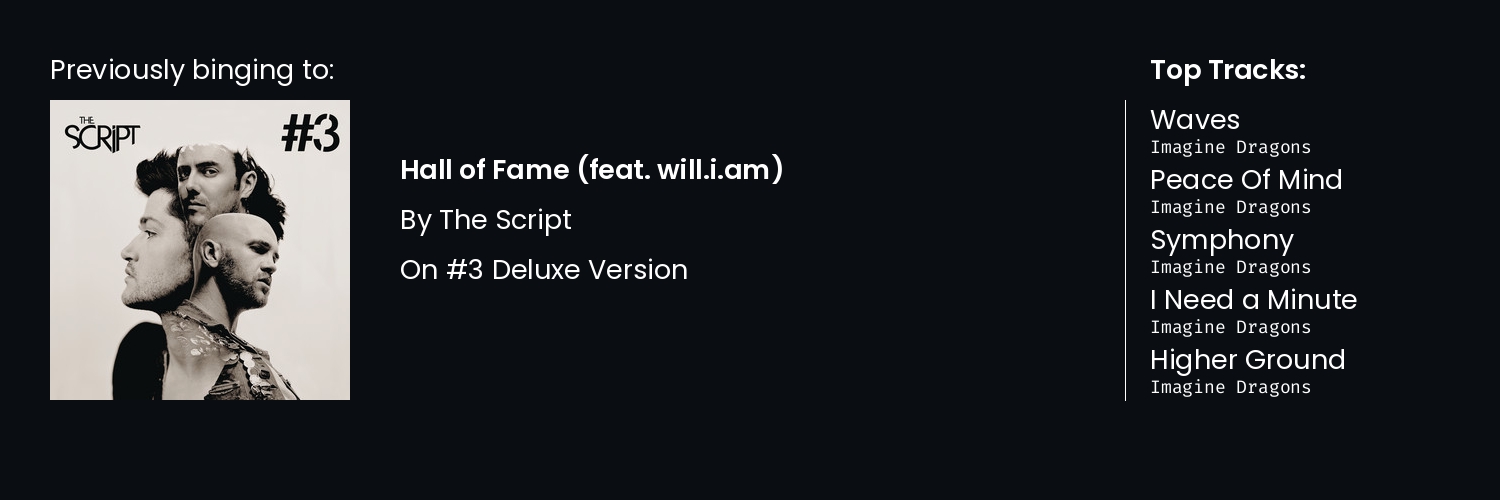 Previously binging to:
THE
SCRIPT
#3
Hall of Fame (feat. will.i.am)
By The Script
On #3 Deluxe Version
Top Tracks:
Waves
Imagine Dragons
Peace Of Mind
Imagine Dragons
Symphony
Imagine Dragons
I Need a Minute
Imagine Dragons
Higher Ground
Imagine Dragons